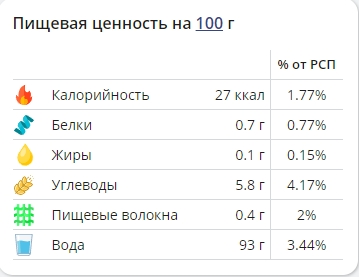 Пищевая ценность на 100 г
% от РСП
Калорийность 27 ккал 1.77%
Белки 0.7 г 0.77%
Жиры 0.1 г 0.15%
Углеводы 5.8 г 4.17%
Пищевые волокна 0.4 г 2%
Вода 93 г 3.44%